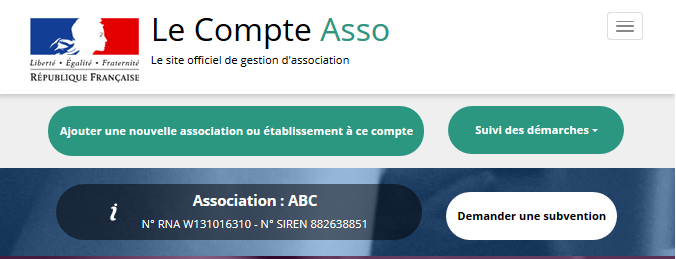 Le Compte Asso
Le site officiel de gestion d'association
Liberté • Égalité • Fraternité
RÉPUBLIQUE FRANÇAISE
Ajouter une nouvelle association ou établissement à ce compte
Suivi des démarches
i
Association : ABC
N° RNA W131016310 - N° SIREN 882638851
Demander une subvention